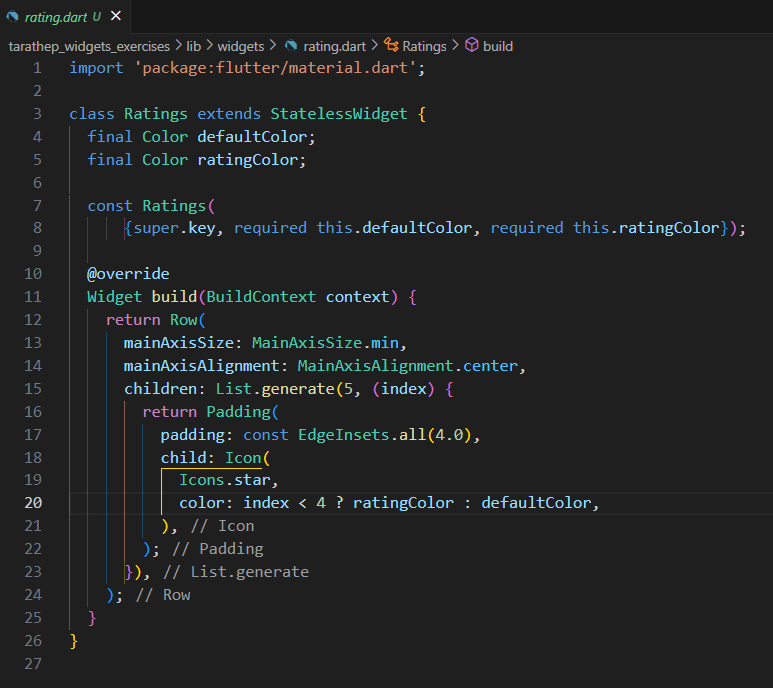 rating.dart U ✕
tarathep_widgets_exercises > lib > widgets > rating.dart > Ratings > build
1 import 'package:flutter/material.dart';
2
3 class Ratings extends StatelessWidget {
4   final Color defaultColor;
5   final Color ratingColor;
6
7   const Ratings(
8       {super.key, required this.defaultColor, required this.ratingColor});
9
10   @override
11   Widget build(BuildContext context) {
12     return Row(
13       mainAxisSize: MainAxisSize.min,
14       mainAxisAlignment: MainAxisAlignment.center,
15       children: List.generate(5, (index) {
16         return Padding(
17           padding: const EdgeInsets.all(4.0),
18           child: Icon(
19             Icons.star,
20             color: index < 4 ? ratingColor : defaultColor,
21           ), // Icon
22         ); // Padding
23       }), // List.generate
24     ); // Row
25   }
26 }
27